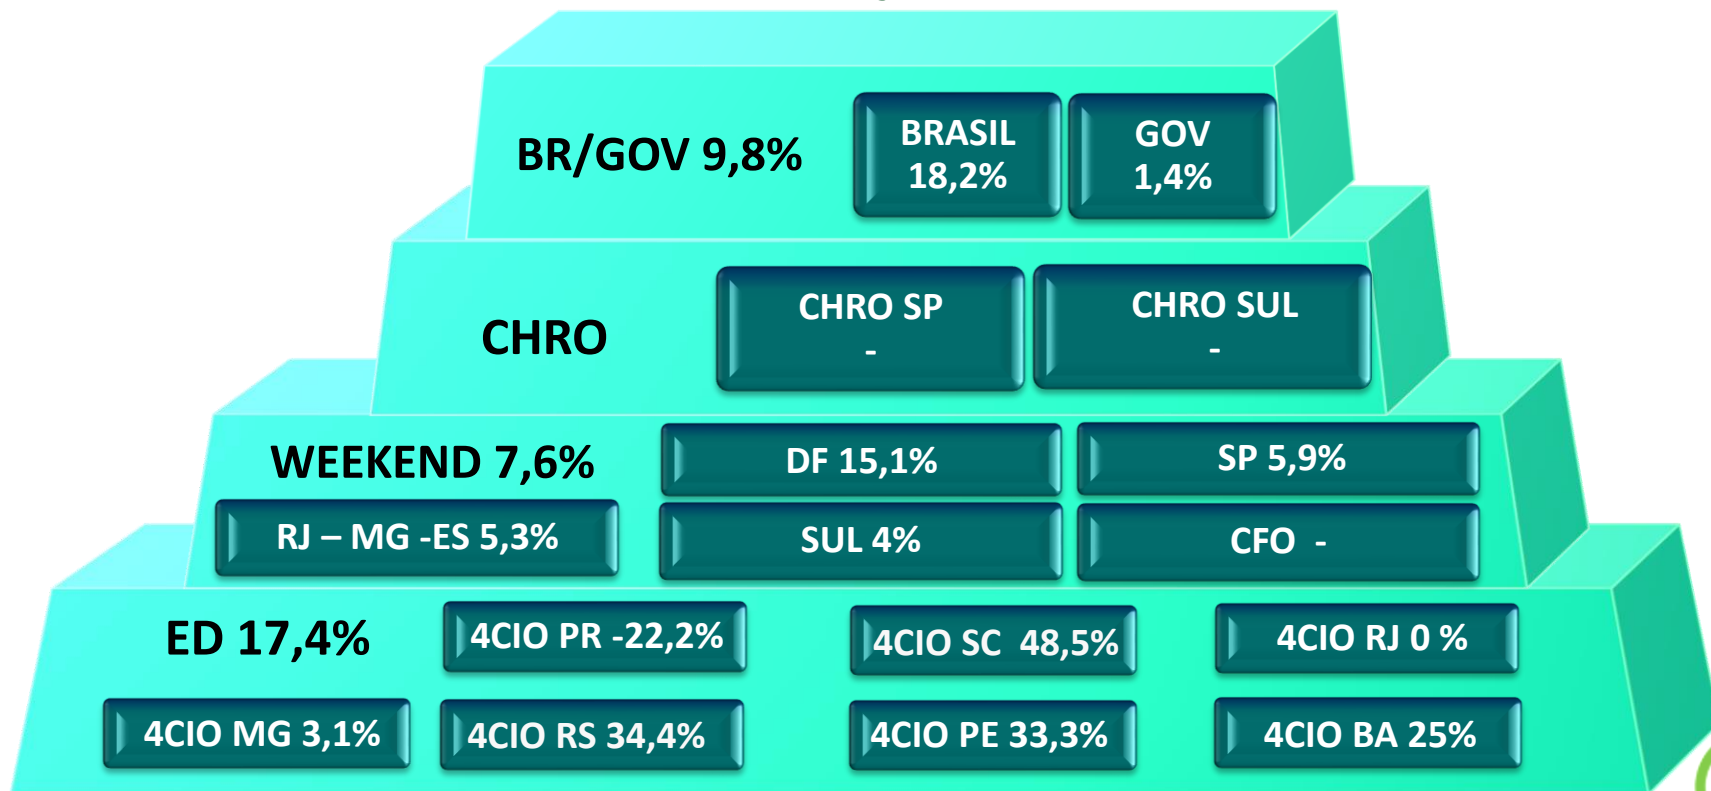 BR/GOV 9,8%
BRASIL
18,2%
GOV
1,4%
CHRO
CHRO SP
-
CHRO SUL
-
WEEKEND 7,6%
DF 15,1%
SP 5,9%
RJ – MG -ES 5,3%
SUL 4%
CFO -
ED 17,4%
4CIO PR -22,2%
4CIO SC 48,5%
4CIO RJ 0 %
4CIO MG 3,1%
4CIO RS 34,4%
4CIO PE 33,3%
4CIO BA 25%